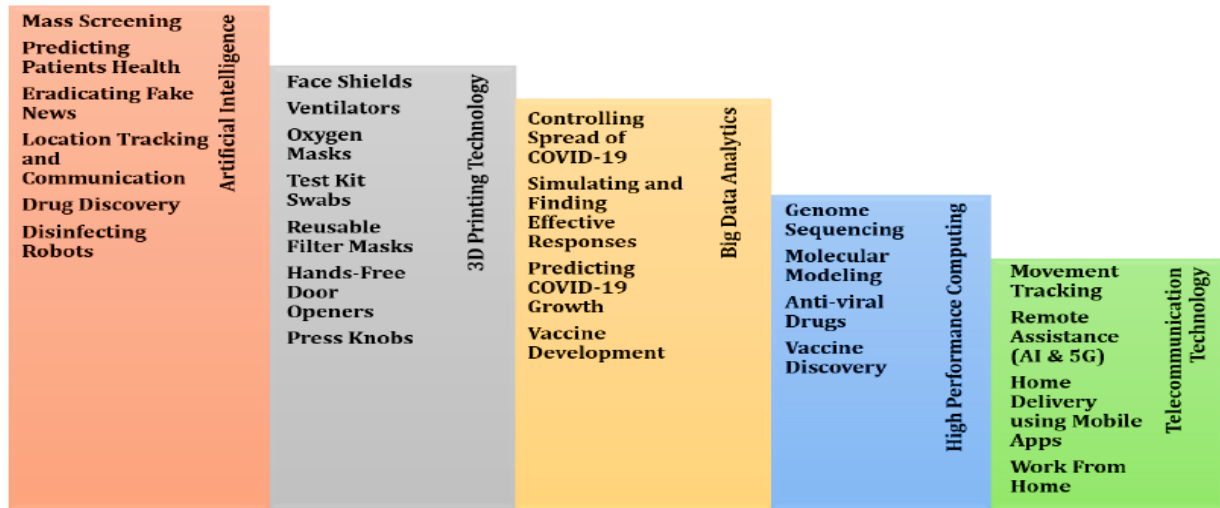 Mass Screening
Predicting
Patients Health
Eradicating Fake
News
Location Tracking
and
Communication
Drug Discovery
Disinfecting
Robots
Artificial Intelligence
Face Shields
Ventilators
Oxygen
Masks
Test Kit
Swabs
Reusable
Filter Masks
Hands-Free
Door
Openers
Press Knobs
3D Printing Technology
Controlling
Spread of
COVID-19
Simulating and
Finding
Effective
Responses
Predicting
COVID-19
Growth
Vaccine
Development
Big Data Analytics
Genome
Sequencing
Molecular
Modeling
Anti-viral
Drugs
Vaccine
Discovery
High Performance Computing
Movement
Tracking
Remote
Assistance
(AI & 5G)
Home
Delivery
using Mobile
Apps
Work From
Home
Telecommunication
Technology